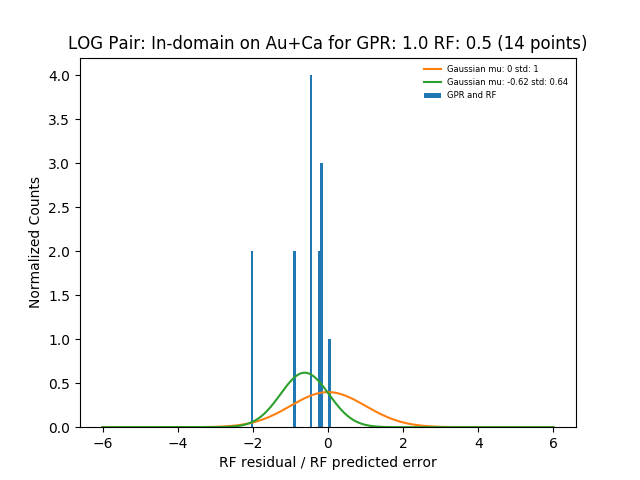 LOG Pair: In-domain on Au+Ca for GPR: 1.0 RF: 0.5 (14 points)
Gaussian mu: 0 std: 1
Gaussian mu: -0.62 std: 0.64
GPR and RF
Normalized Counts
4.0
3.5
3.0
2.5
2.0
1.5
1.0
0.5
0.0
−6 −4 −2 0 2 4 6
RF residual / RF predicted error